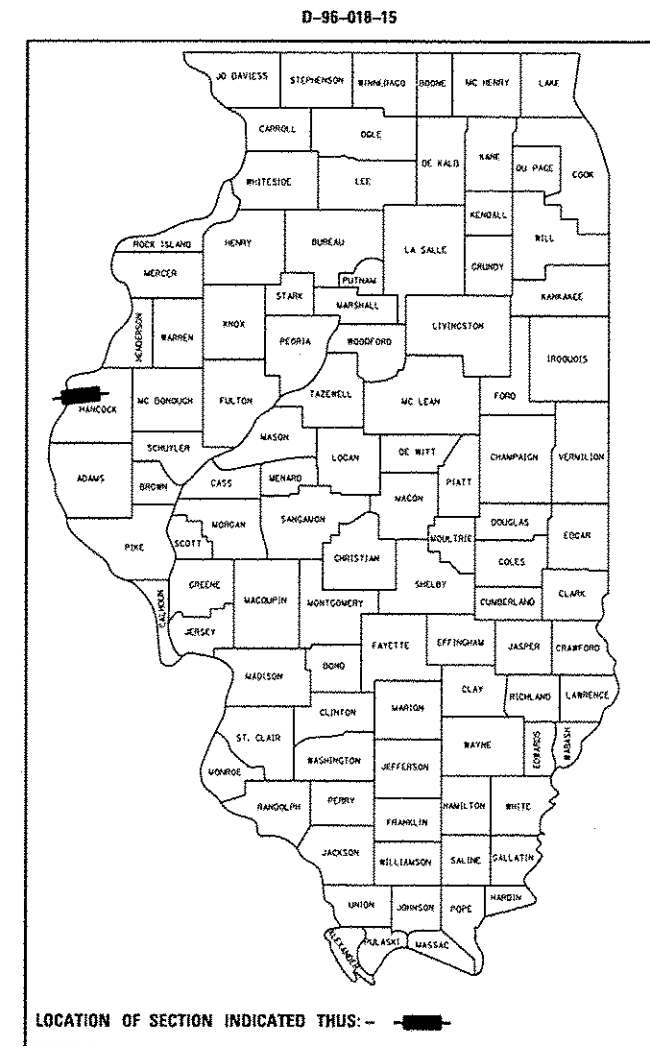 D-96-018-15
JO DAVIESS
STEPHENSON
WINNEBAGO
BOONE
MC HENRY
LAKE
CARROLL
OGLE
DE KALB
KANE
DU PAGE
COOK
WHITESIDE
LEE
KENDALL
WILL
ROCK ISLAND
HENRY
BUREAU
LA SALLE
GRUNDY
MERCER
PUTNAM
KANKAKEE
STARK
MARSHALL
HENDERSON
WARREN
KNOX
PEORIA
WOODFORD
LIVINGSTON
IROQUOIS
HANCOCK
MC DONOUGH
FULTON
TAZEWELL
MC LEAN
FORD
MASON
SCHUYLER
LOGAN
DE WITT
CHAMPAIGN
VERMILION
ADAMS
BROWN
CASS
MENARD
PIATT
MACON
MORGAN
SANGAMON
DOUGLAS
EDGAR
PIKE
SCOTT
MOULTRIE
CHRISTIAN
COLES
GREENE
SHELBY
CALHOUN
MACOUPIN
MONTGOMERY
CUMBERLAND
CLARK
JERSEY
FAYETTE
EFFINGHAM
JASPER
CRAWFORD
BOND
MADISON
CLAY
RICHLAND
LAWRENCE
CLINTON
MARION
ST. CLAIR
WAYNE
EDWARDS
WABASH
WASHINGTON
JEFFERSON
MONROE
PERRY
HAMILTON
WHITE
RANDOLPH
FRANKLIN
JACKSON
WILLIAMSON
SALINE
GALLATIN
UNION
JOHNSON
POPE
HARDIN
ALEXANDER
PULASKI
MASSAC
LOCATION OF SECTION INDICATED THUS: -